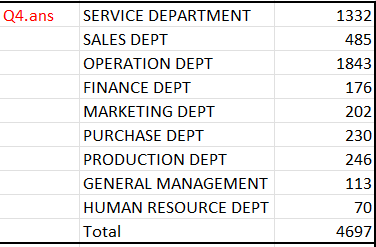 Q4.ans SERVICE DEPARTMENT 1332
SALES DEPT 485
OPERATION DEPT 1843
FINANCE DEPT 176
MARKETING DEPT 202
PURCHASE DEPT 230
PRODUCTION DEPT 246
GENERAL MANAGEMENT 113
HUMAN RESOURCE DEPT 70
Total 4697